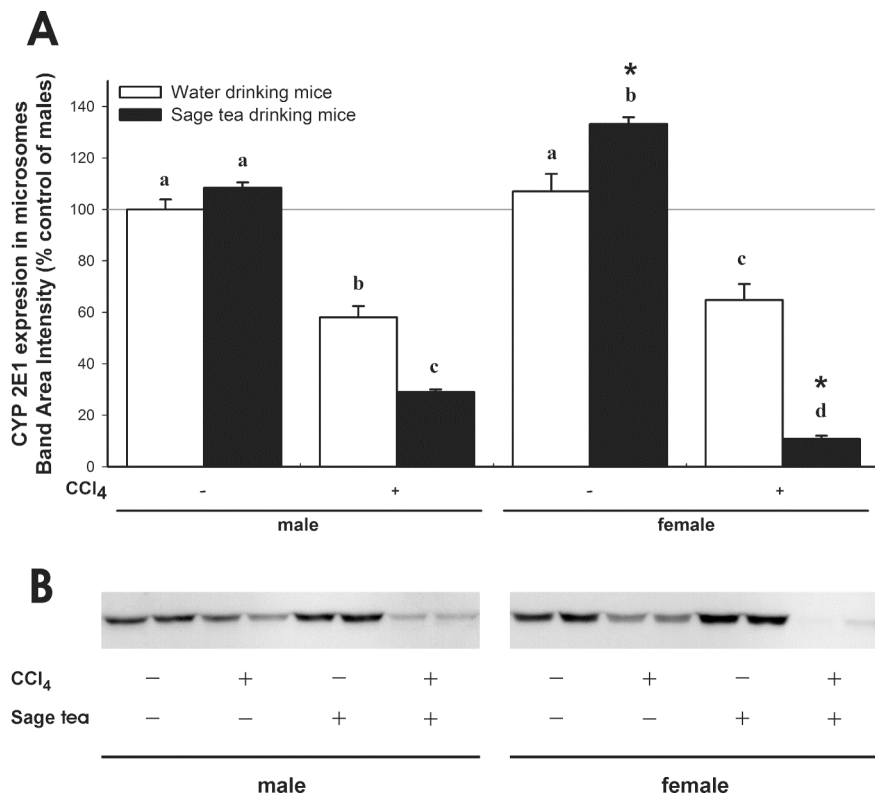 A
CYP 2E1 expresion in microsomes
Band Area Intensity (% control of males)
140
120
100
80
60
40
20
0
Water drinking mice
Sage tea drinking mice
a
a
b
c
a
*
b
c
*
d
CCl4
-
+
-
+
male
female
B
CCl4
− + − + − + − +
Sage tea
− − + + − − + +
male
female